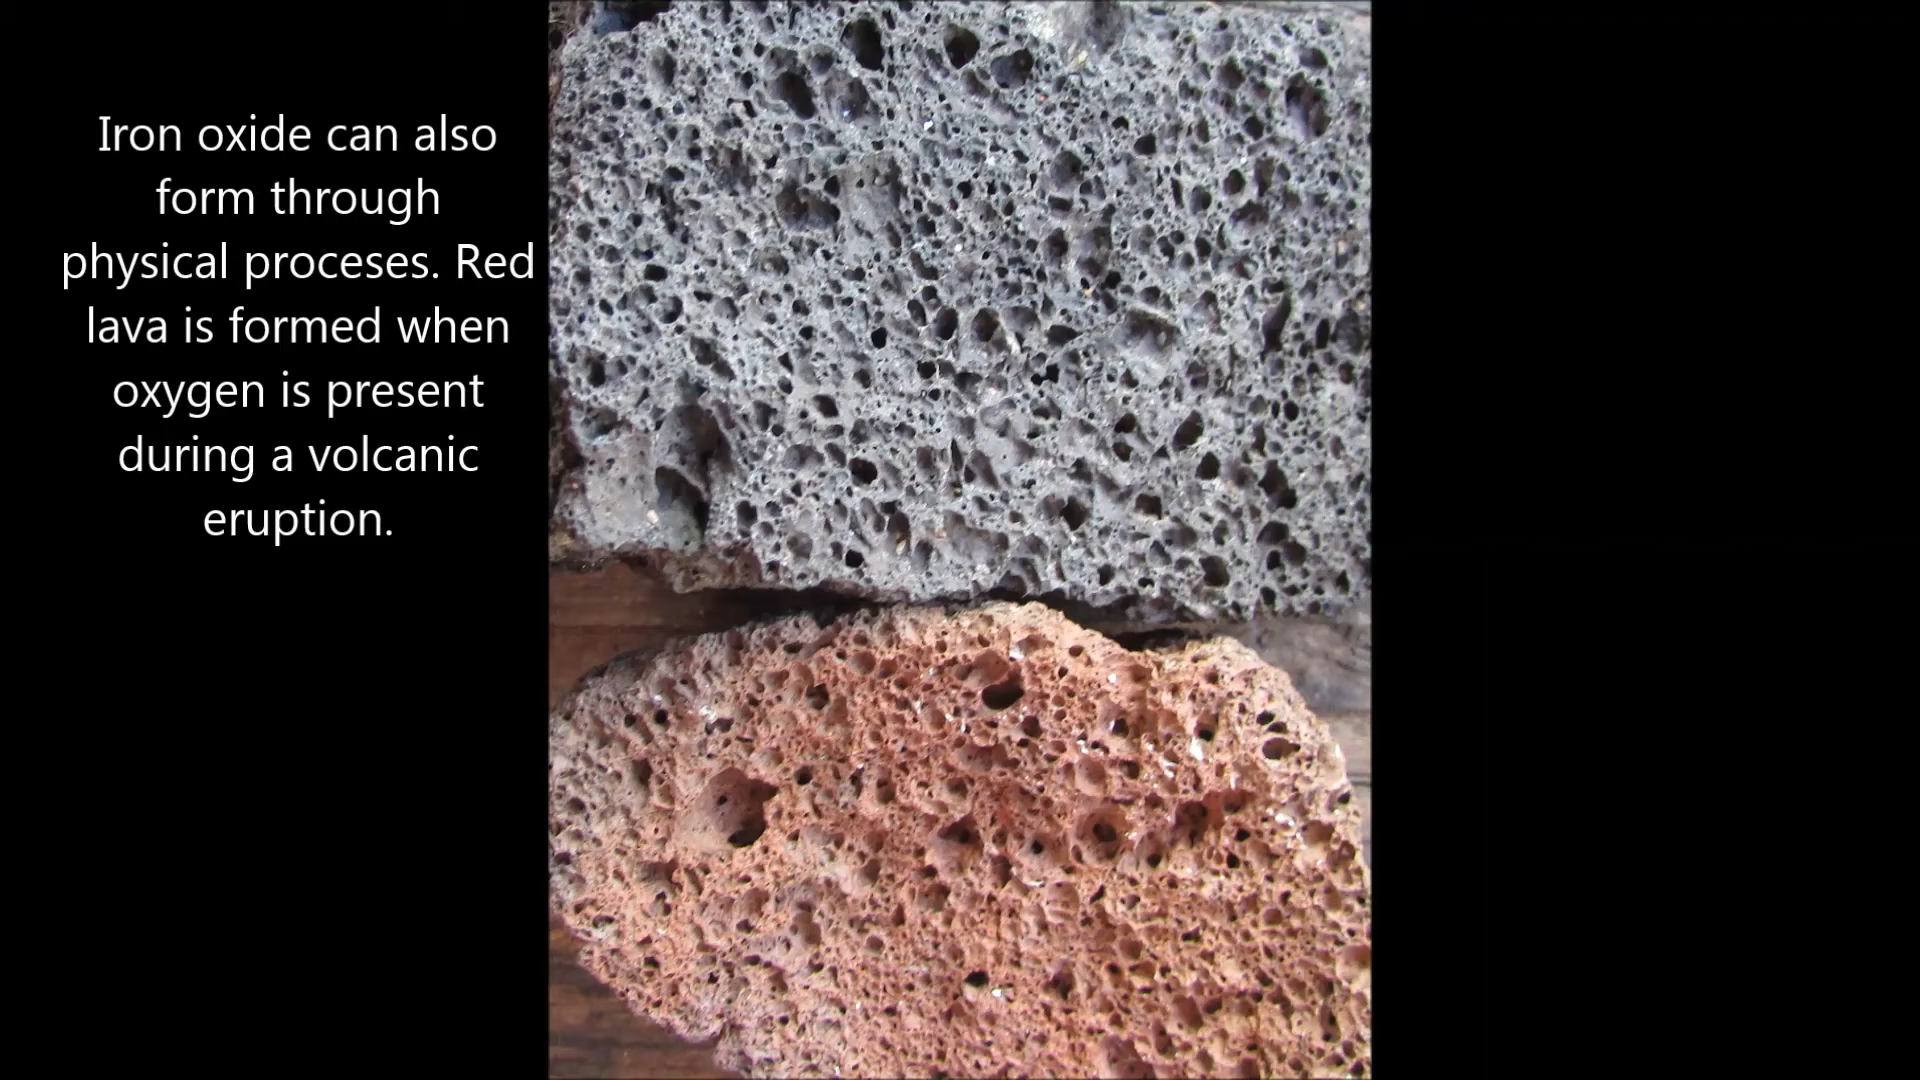 Iron oxide can also
form through
physical proceses. Red
lava is formed when
oxygen is present
during a volcanic
eruption.